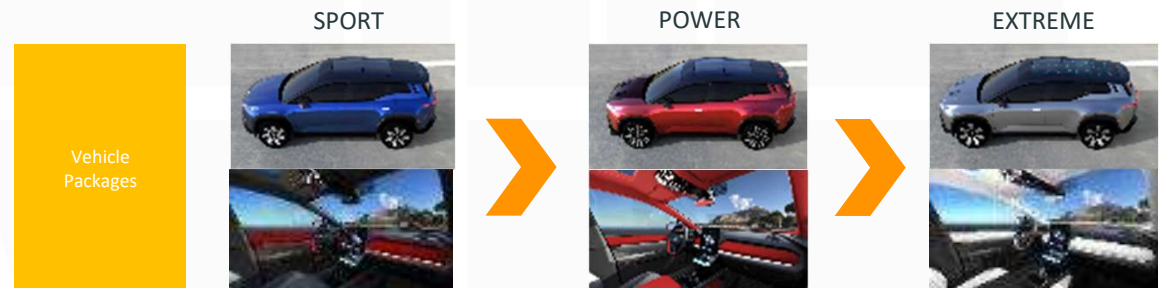 SPORT
POWER
EXTREME
Vehicle
Packages